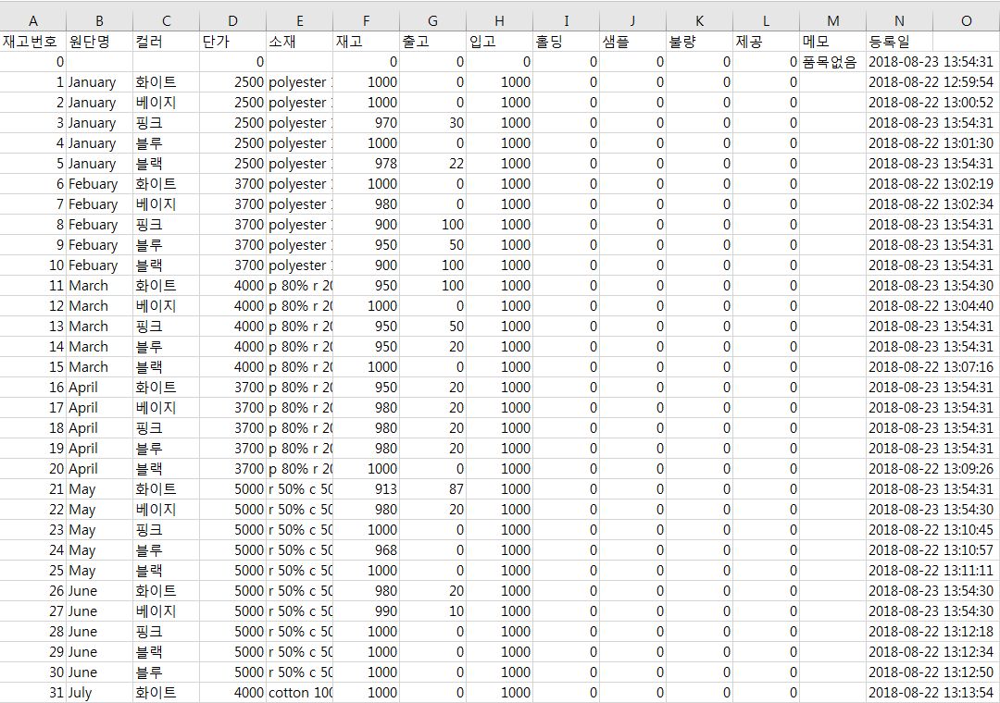 A B C D E F G H I J K L M N O
재고번호 원단명 컬러 단가 소재 재고 출고 입고 홀딩 샘플 불량 제공 메모 등록일
0 0 0 0 0 0 0 0 0 품목없음 2018-08-23 13:54:31
1 January 화이트 2500 polyester 1000 0 1000 0 0 0 0 2018-08-22 12:59:54
2 January 베이지 2500 polyester 1000 0 1000 0 0 0 0 2018-08-22 13:00:52
3 January 핑크 2500 polyester 970 30 1000 0 0 0 0 2018-08-23 13:54:31
4 January 블루 2500 polyester 1000 0 1000 0 0 0 0 2018-08-22 13:01:30
5 January 블랙 2500 polyester 978 22 1000 0 0 0 0 2018-08-23 13:54:31
6 Febuary 화이트 3700 polyester 1000 0 1000 0 0 0 0 2018-08-22 13:02:19
7 Febuary 베이지 3700 polyester 980 0 1000 0 0 0 0 2018-08-22 13:02:34
8 Febuary 핑크 3700 polyester 900 100 1000 0 0 0 0 2018-08-23 13:54:31
9 Febuary 블루 3700 polyester 950 50 1000 0 0 0 0 2018-08-23 13:54:31
10 Febuary 블랙 3700 polyester 900 100 1000 0 0 0 0 2018-08-23 13:54:31
11 March 화이트 4000 p 80% r 20 950 100 1000 0 0 0 0 2018-08-23 13:54:30
12 March 베이지 4000 p 80% r 20 1000 0 1000 0 0 0 0 2018-08-22 13:04:40
13 March 핑크 4000 p 80% r 20 950 50 1000 0 0 0 0 2018-08-23 13:54:31
14 March 블루 4000 p 80% r 20 950 20 1000 0 0 0 0 2018-08-23 13:54:31
15 March 블랙 4000 p 80% r 20 1000 0 1000 0 0 0 0 2018-08-22 13:07:16
16 April 화이트 3700 p 80% r 20 950 20 1000 0 0 0 0 2018-08-23 13:54:31
17 April 베이지 3700 p 80% r 20 980 20 1000 0 0 0 0 2018-08-23 13:54:31
18 April 핑크 3700 p 80% r 20 980 20 1000 0 0 0 0 2018-08-23 13:54:31
19 April 블루 3700 p 80% r 20 980 20 1000 0 0 0 0 2018-08-23 13:54:31
20 April 블랙 3700 p 80% r 20 1000 0 1000 0 0 0 0 2018-08-22 13:09:26
21 May 화이트 5000 r 50% c 50 913 87 1000 0 0 0 0 2018-08-23 13:54:31
22 May 베이지 5000 r 50% c 50 980 20 1000 0 0 0 0 2018-08-23 13:54:30
23 May 핑크 5000 r 50% c 50 1000 0 1000 0 0 0 0 2018-08-22 13:10:45
24 May 블루 5000 r 50% c 50 968 0 1000 0 0 0 0 2018-08-22 13:10:57
25 May 블랙 5000 r 50% c 50 1000 0 1000 0 0 0 0 2018-08-22 13:11:11
26 June 화이트 5000 r 50% c 50 980 20 1000 0 0 0 0 2018-08-23 13:54:30
27 June 베이지 5000 r 50% c 50 990 10 1000 0 0 0 0 2018-08-23 13:54:30
28 June 핑크 5000 r 50% c 50 1000 0 1000 0 0 0 0 2018-08-22 13:12:18
29 June 블랙 5000 r 50% c 50 1000 0 1000 0 0 0 0 2018-08-22 13:12:34
30 June 블루 5000 r 50% c 50 1000 0 1000 0 0 0 0 2018-08-22 13:12:50
31 July 화이트 4000 cotton 100 1000 0 1000 0 0 0 0 2018-08-22 13:13:54